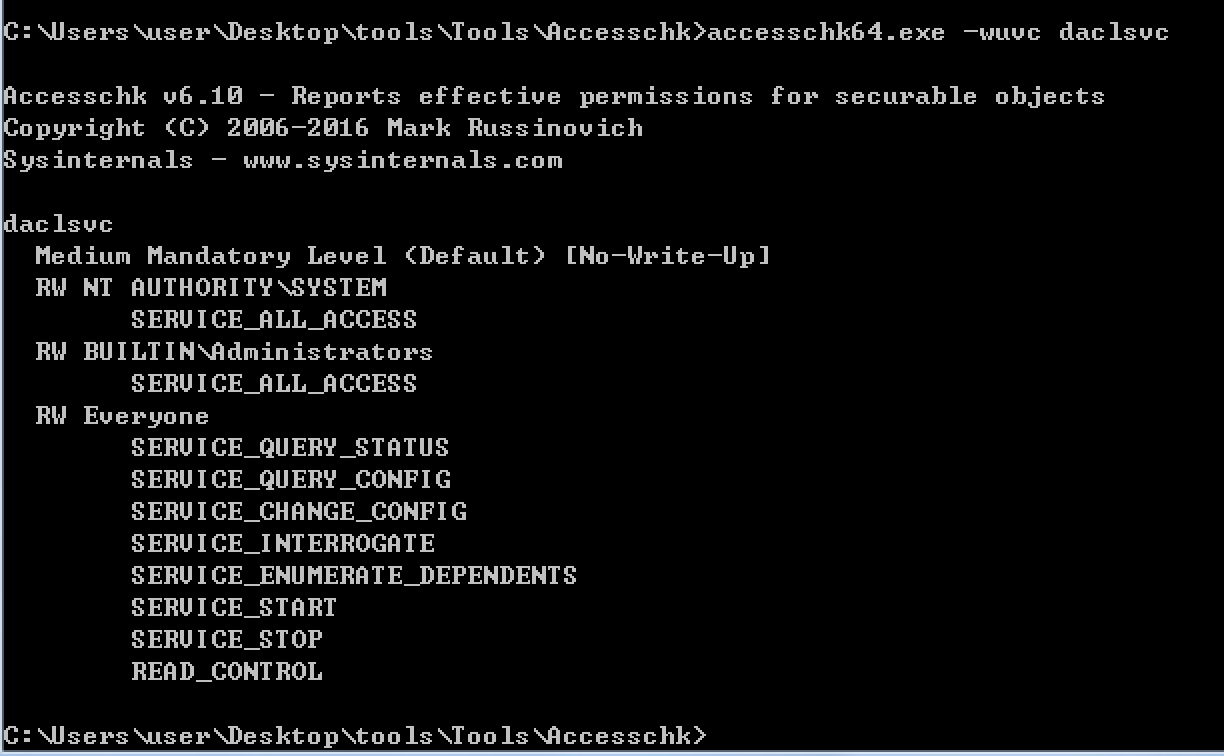 C:\Users\user\Desktop\tools\Tools\Accesschk>accesschk64.exe -wuvc daclsvc
Accesschk v6.10 - Reports effective permissions for securable objects
Copyright (C) 2006-2016 Mark Russinovich
Sysinternals - www.sysinternals.com
daclsvc
Medium Mandatory Level (Default) [No-Write-Up]
RW NT AUTHORITY\SYSTEM
SERVICE_ALL_ACCESS
RW BUILTIN\Administrators
SERVICE_ALL_ACCESS
RW Everyone
SERVICE_QUERY_STATUS
SERVICE_QUERY_CONFIG
SERVICE_CHANGE_CONFIG
SERVICE_INTERROGATE
SERVICE_ENUMERATE_DEPENDENTS
SERVICE_START
SERVICE_STOP
READ_CONTROL
C:\Users\user\Desktop\tools\Tools\Accesschk>